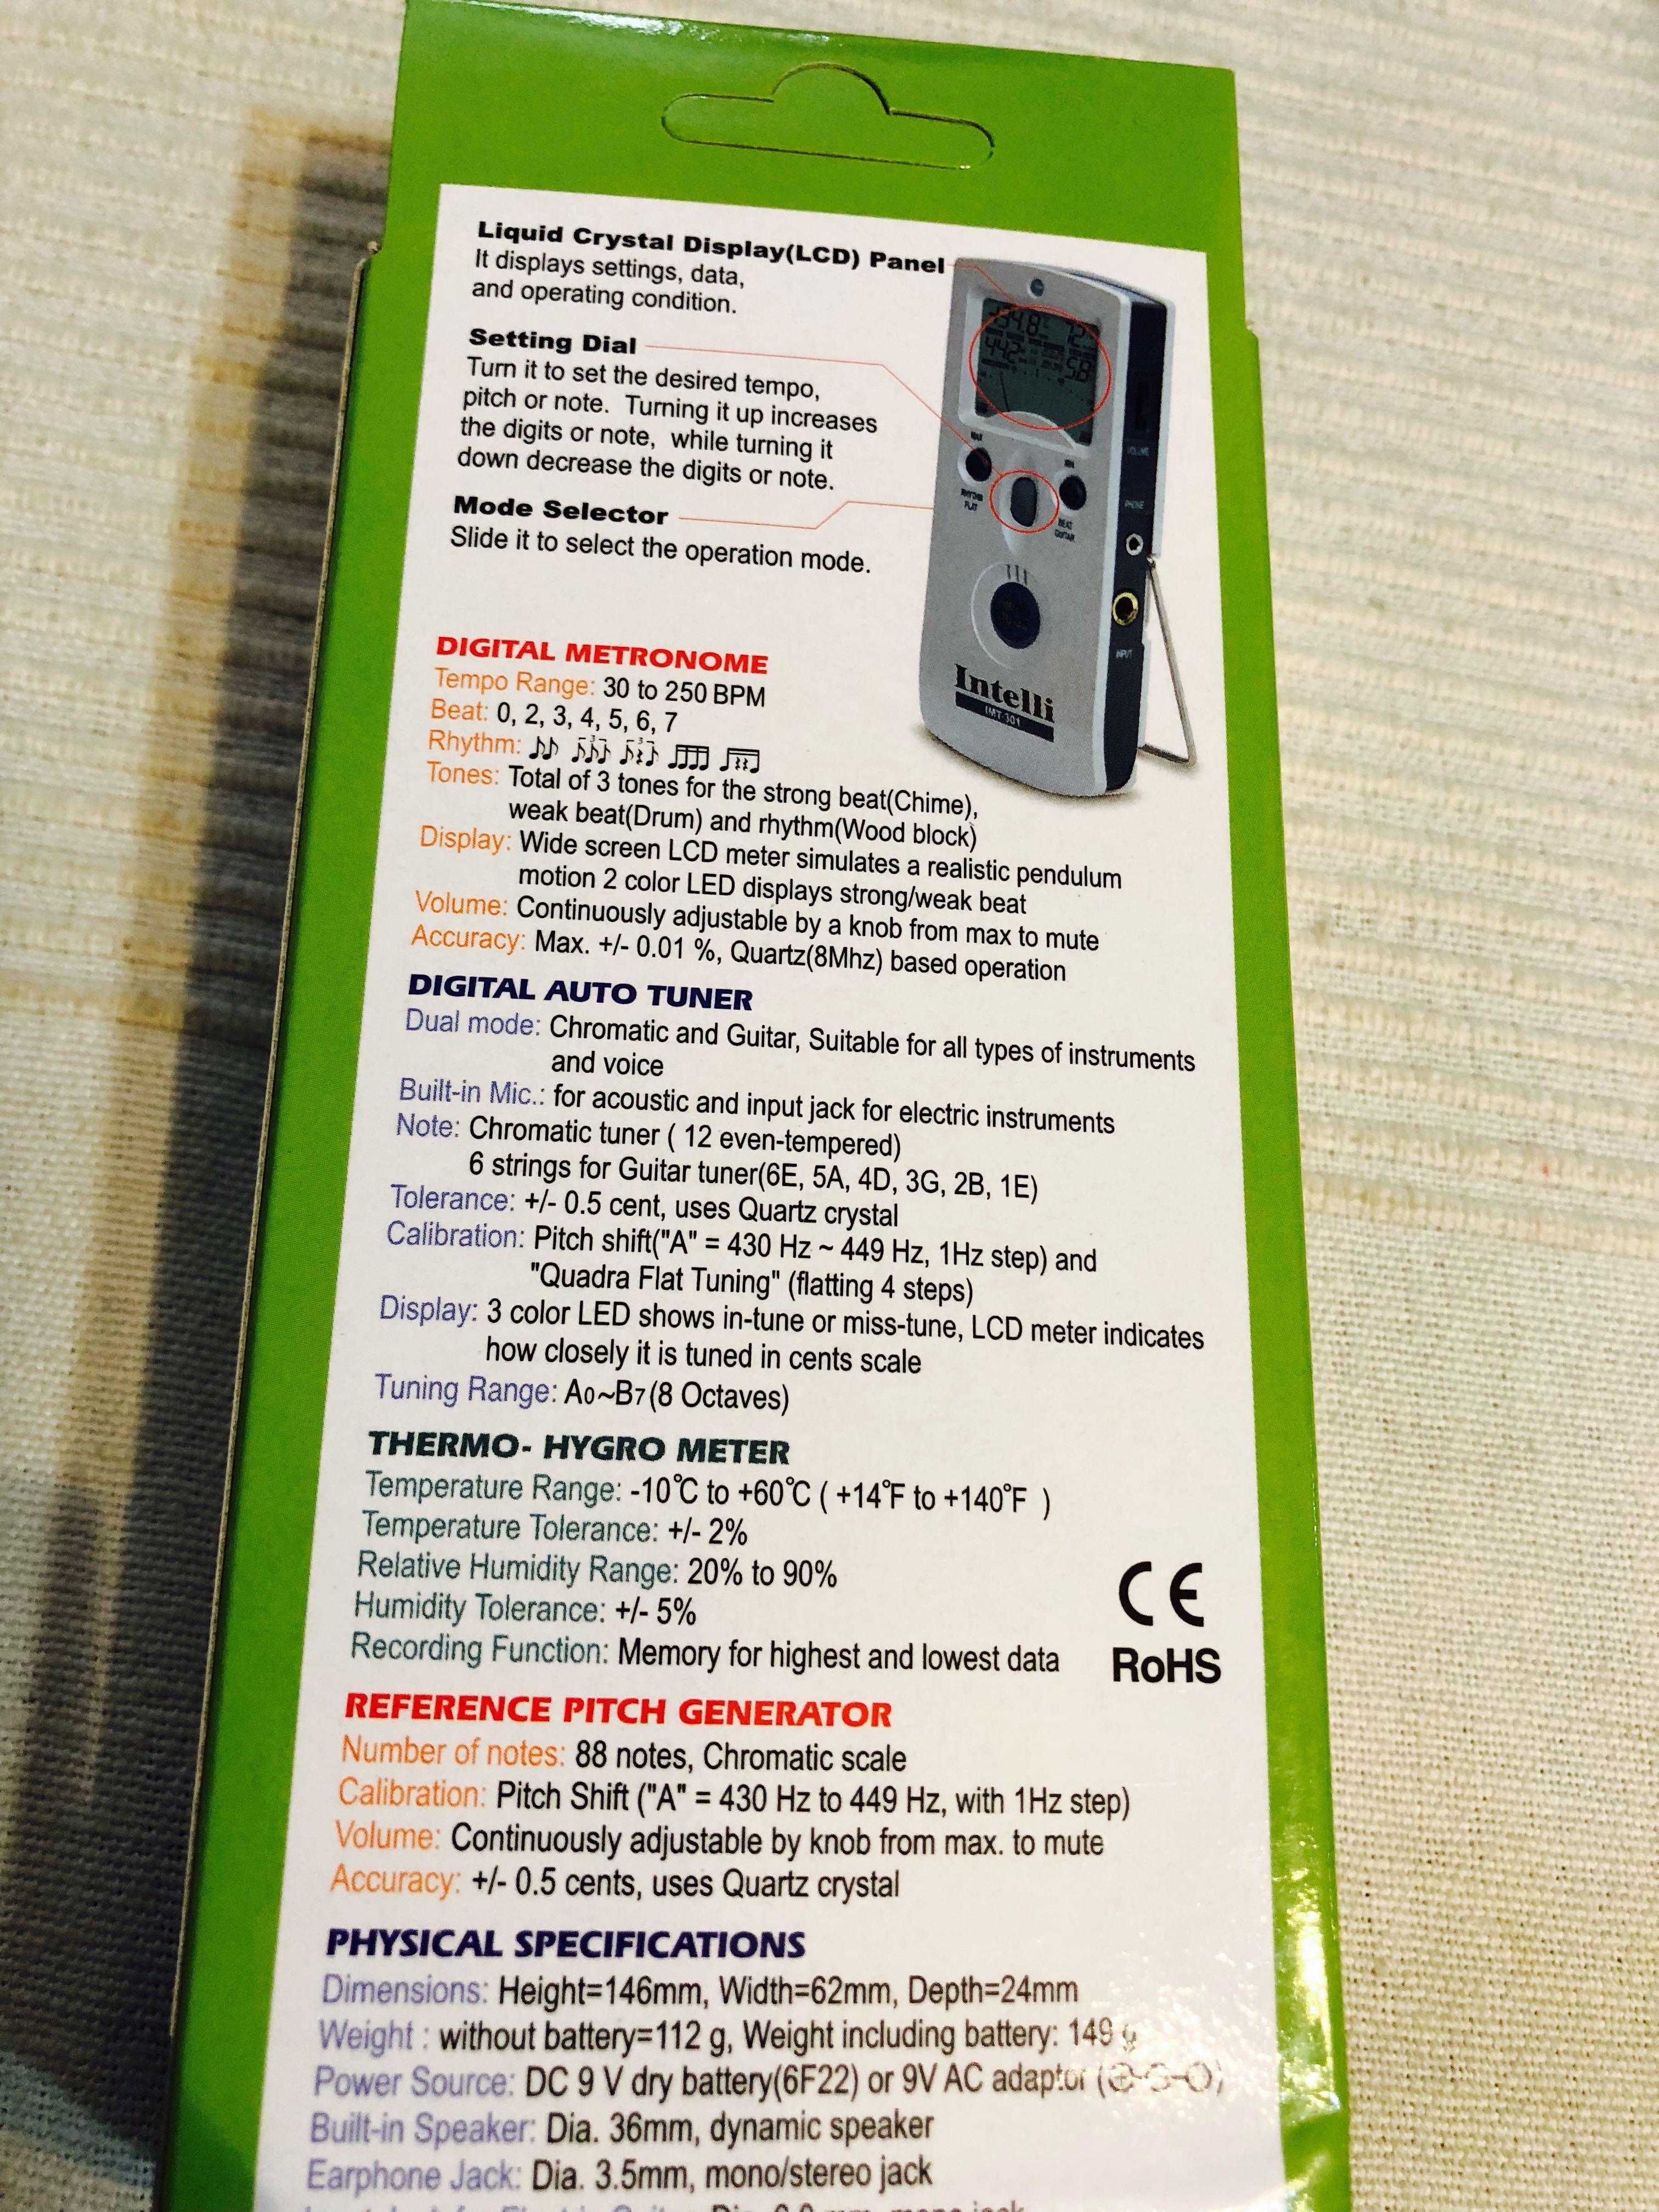 Liquid Crystal Display(LCD) Panel
It displays settings, data,
and operating condition.
Setting Dial
Turn it to set the desired tempo,
pitch or note. Turning it up increases
the digits or note, while turning it
down decrease the digits or note.
Mode Selector
Slide it to select the operation mode.
MAX
MIN
RHYTHM
FLAT
BEAT
GUITAR
VOLUME
PHONE
INPUT
Intelli
IMT-301
DIGITAL METRONOME
Tempo Range: 30 to 250 BPM
Beat: 0, 2, 3, 4, 5, 6, 7
Rhythm:
Tones: Total of 3 tones for the strong beat(Chime),
weak beat(Drum) and rhythm(Wood block)
Display: Wide screen LCD meter simulates a realistic pendulum
motion 2 color LED displays strong/weak beat
Volume: Continuously adjustable by a knob from max to mute
Accuracy: Max. +/- 0.01 %, Quartz(8Mhz) based operation
DIGITAL AUTO TUNER
Dual mode: Chromatic and Guitar, Suitable for all types of instruments
and voice
Built-in Mic.: for acoustic and input jack for electric instruments
Note: Chromatic tuner ( 12 even-tempered)
6 strings for Guitar tuner(6E, 5A, 4D, 3G, 2B, 1E)
Tolerance: +/- 0.5 cent, uses Quartz crystal
Calibration: Pitch shift("A" = 430 Hz ~ 449 Hz, 1Hz step) and
"Quadra Flat Tuning" (flatting 4 steps)
Display: 3 color LED shows in-tune or miss-tune, LCD meter indicates
how closely it is tuned in cents scale
Tuning Range: A0~B7(8 Octaves)
THERMO- HYGRO METER
Temperature Range: -10°C to +60°C ( +14°F to +140°F )
Temperature Tolerance: +/- 2%
Relative Humidity Range: 20% to 90%
Humidity Tolerance: +/- 5%
Recording Function: Memory for highest and lowest data
CE
RoHS
REFERENCE PITCH GENERATOR
Number of notes: 88 notes, Chromatic scale
Calibration: Pitch Shift ("A" = 430 Hz to 449 Hz, with 1Hz step)
Volume: Continuously adjustable by knob from max. to mute
Accuracy: +/- 0.5 cents, uses Quartz crystal
PHYSICAL SPECIFICATIONS
Dimensions: Height=146mm, Width=62mm, Depth=24mm
Weight : without battery=112 g, Weight including battery: 149 g
Power Source: DC 9 V dry battery(6F22) or 9V AC adaptor
Built-in Speaker: Dia. 36mm, dynamic speaker
Earphone Jack: Dia. 3.5mm, mono/stereo jack